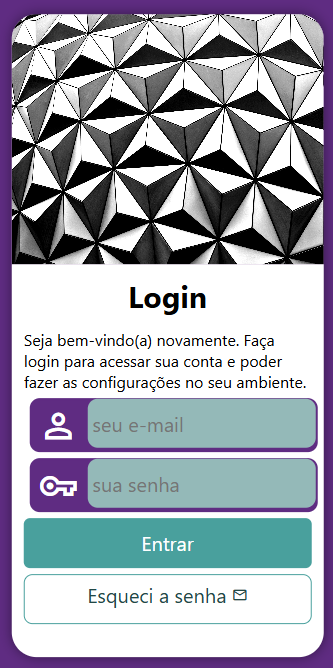 Login
Seja bem-vindo(a) novamente. Faça
login para acessar sua conta e poder
fazer as configurações no seu ambiente.
seu e-mail
sua senha
Entrar
Esqueci a senha